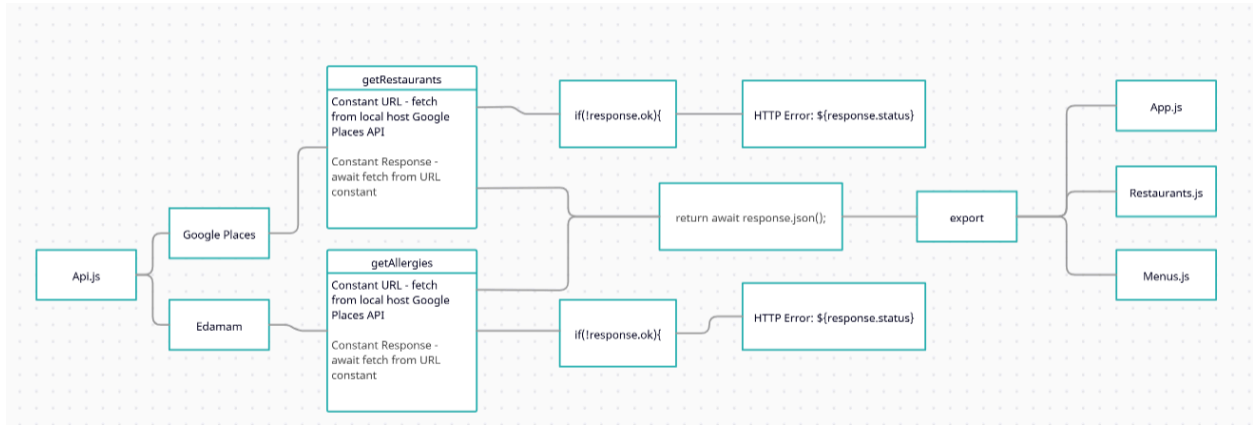 Api.js
Google Places
Edamam
getRestaurants
Constant URL - fetch
from local host Google
Places API
Constant Response -
await fetch from URL
constant
getAllergies
Constant URL - fetch
from local host Google
Places API
Constant Response -
await fetch from URL
constant
if(!response.ok){
HTTP Error: ${response.status}
return await response.json();
if(!response.ok){
HTTP Error: ${response.status}
export
App.js
Restaurants.js
Menus.js